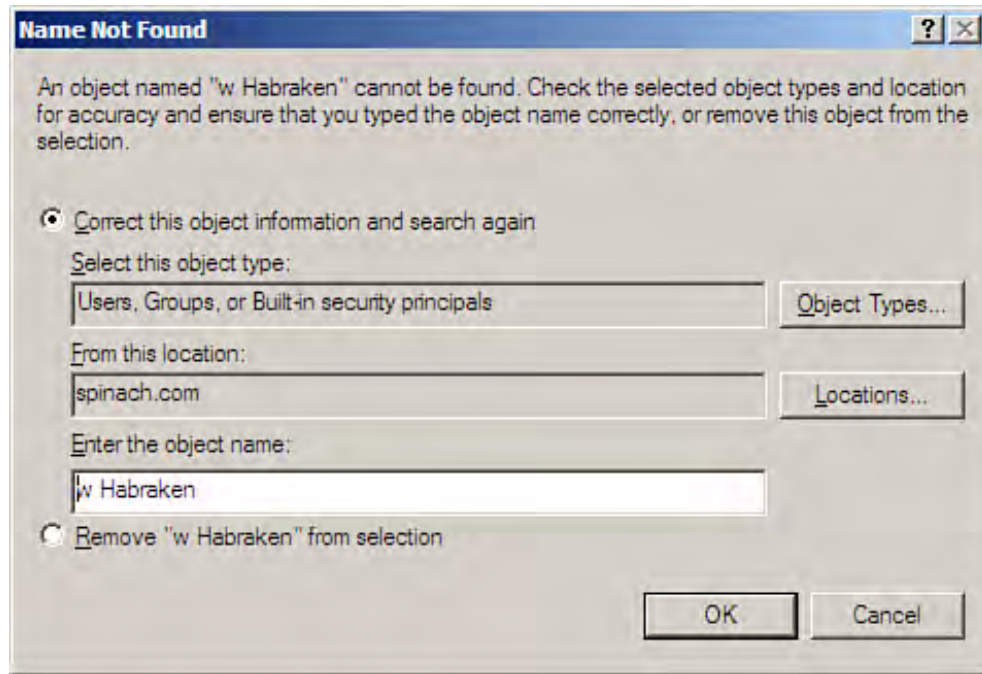 Name Not Found
An object named "w Habraken" cannot be found. Check the selected object types and location
for accuracy and ensure that you typed the object name correctly, or remove this object from the
selection.
Correct this object information and search again
Select this object type:
Users, Groups, or Built-in security principals
Object Types...
From this location:
spinach.com
Locations...
Enter the object name:
w Habraken
Remove "w Habraken" from selection
OK Cancel